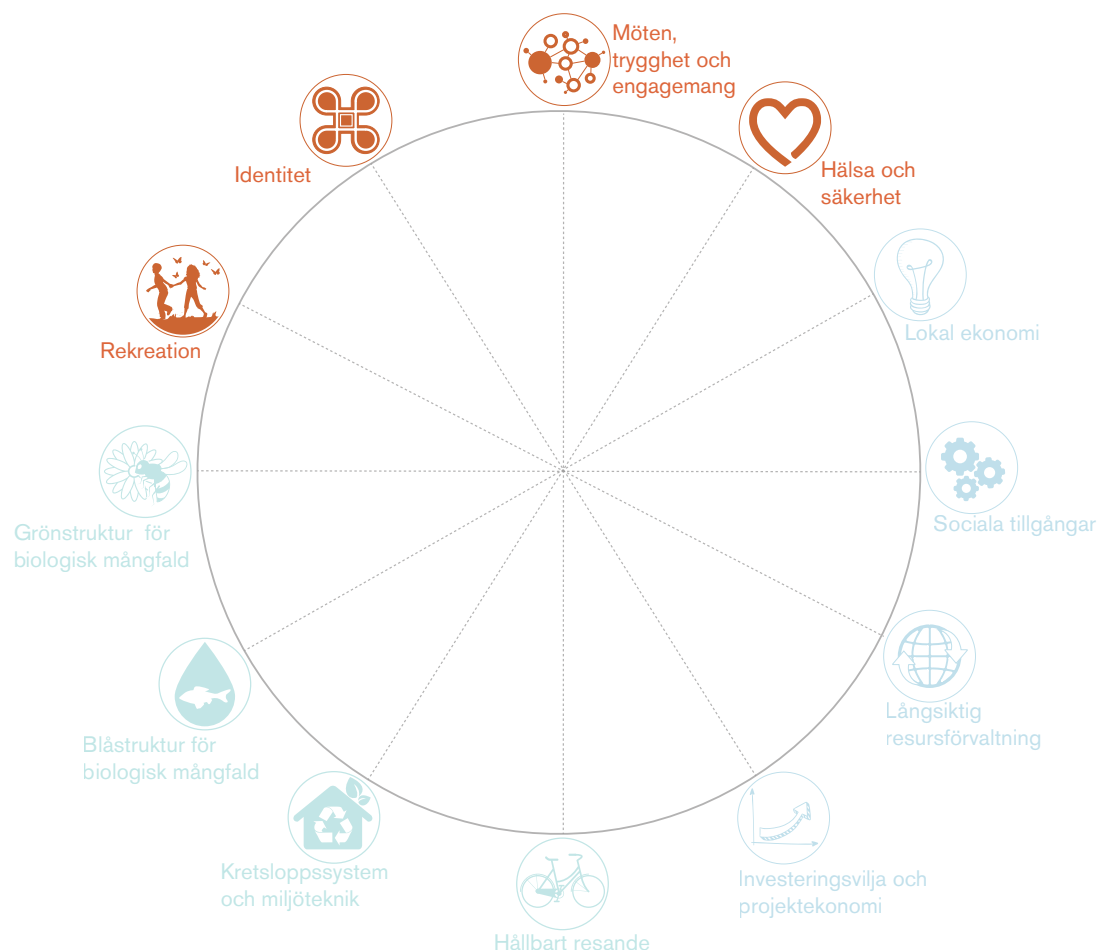 Möten,
trygghet och
engagemang
Hälsa och
säkerhet
Identitet
Lokal ekonomi
Rekreation
Sociala tillgångar
Grönstruktur för
biologisk mångfald
Långsiktig
resursförvaltning
Blåstruktur för
biologisk mångfald
Kretsloppssystem
och miljöteknik
Investeringsvilja och
projektekonomi
Hållbart resande